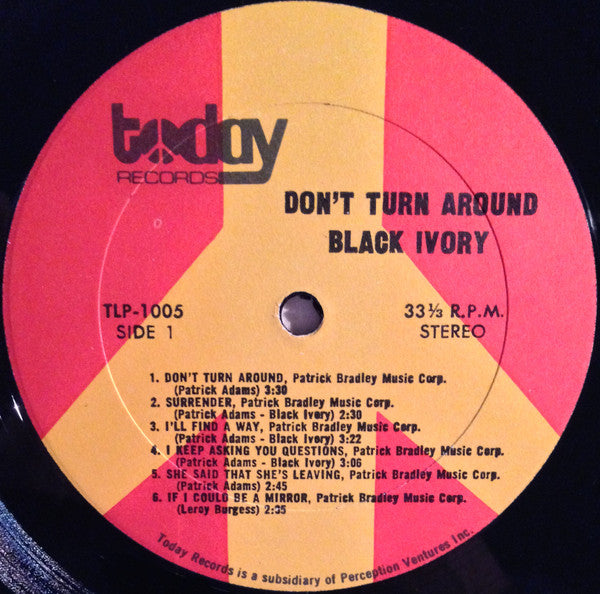 today
RECORDS
DON'T TURN AROUND
BLACK IVORY
TLP-1005
SIDE 1
33⅓ R.P.M.
STEREO
1. DON'T TURN AROUND, Patrick Bradley Music Corp.
(Patrick Adams) 3:30
2. SURRENDER, Patrick Bradley Music Corp.
(Patrick Adams - Black Ivory) 2:30
3. I'LL FIND A WAY, Patrick Bradley Music Corp.
(Patrick Adams - Black Ivory) 3:22
4. I KEEP ASKING YOU QUESTIONS, Patrick Bradley Music Corp.
(Patrick Adams - Black Ivory) 3:06
5. SHE SAID THAT SHE'S LEAVING, Patrick Bradley Music Corp.
(Patrick Adams) 2:45
6. IF I COULD BE A MIRROR, Patrick Bradley Music Corp.
(Leroy Burgess) 2:35
Today Records is a subsidiary of Perception Ventures Inc.